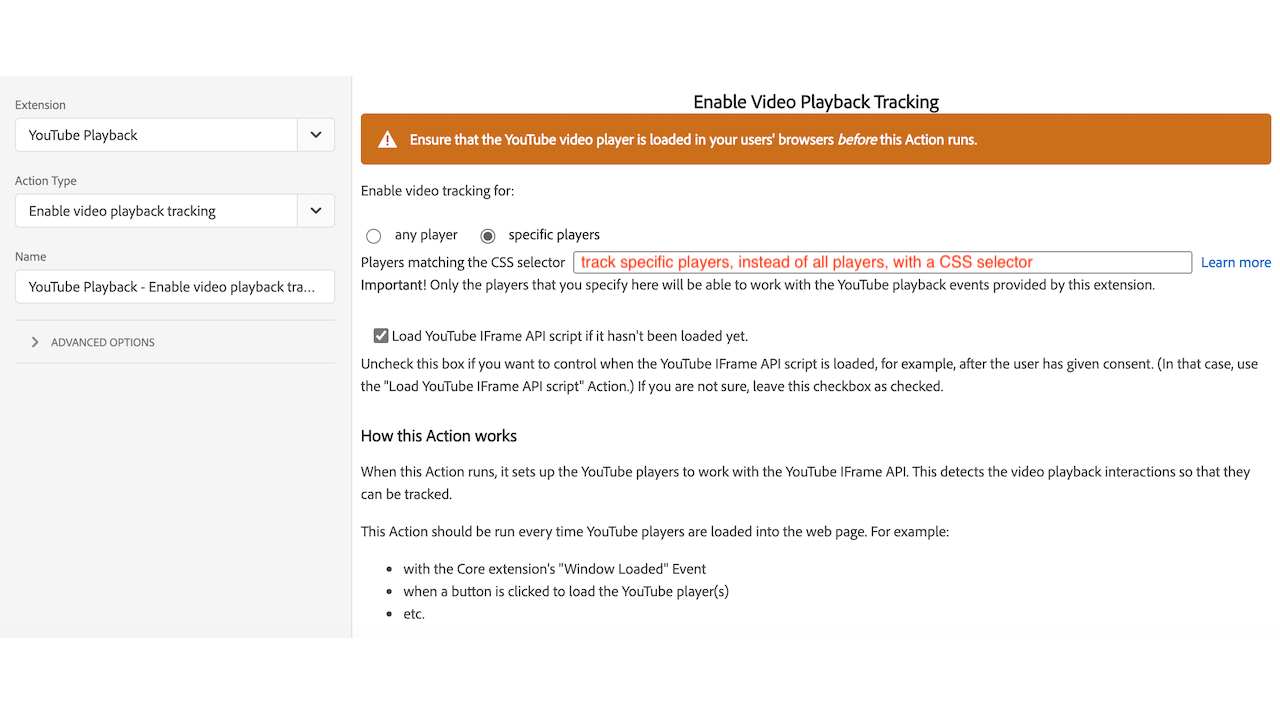 Extension
YouTube Playback
Action Type
Enable video playback tracking
Name
YouTube Playback - Enable video playback tra...
ADVANCED OPTIONS
Enable Video Playback Tracking
Ensure that the YouTube video player is loaded in your users' browsers before this Action runs.
Enable video tracking for:
any player specific players
Players matching the CSS selector track specific players, instead of all players, with a CSS selector Learn more
Important! Only the players that you specify here will be able to work with the YouTube playback events provided by this extension.
Load YouTube IFrame API script if it hasn't been loaded yet.
Uncheck this box if you want to control when the YouTube IFrame API script is loaded, for example, after the user has given consent. (In that case, use
the "Load YouTube IFrame API script" Action.) If you are not sure, leave this checkbox as checked.
How this Action works
When this Action runs, it sets up the YouTube players to work with the YouTube IFrame API. This detects the video playback interactions so that they
can be tracked.
This Action should be run every time YouTube players are loaded into the web page. For example:
• with the Core extension's "Window Loaded" Event
• when a button is clicked to load the YouTube player(s)
• etc.